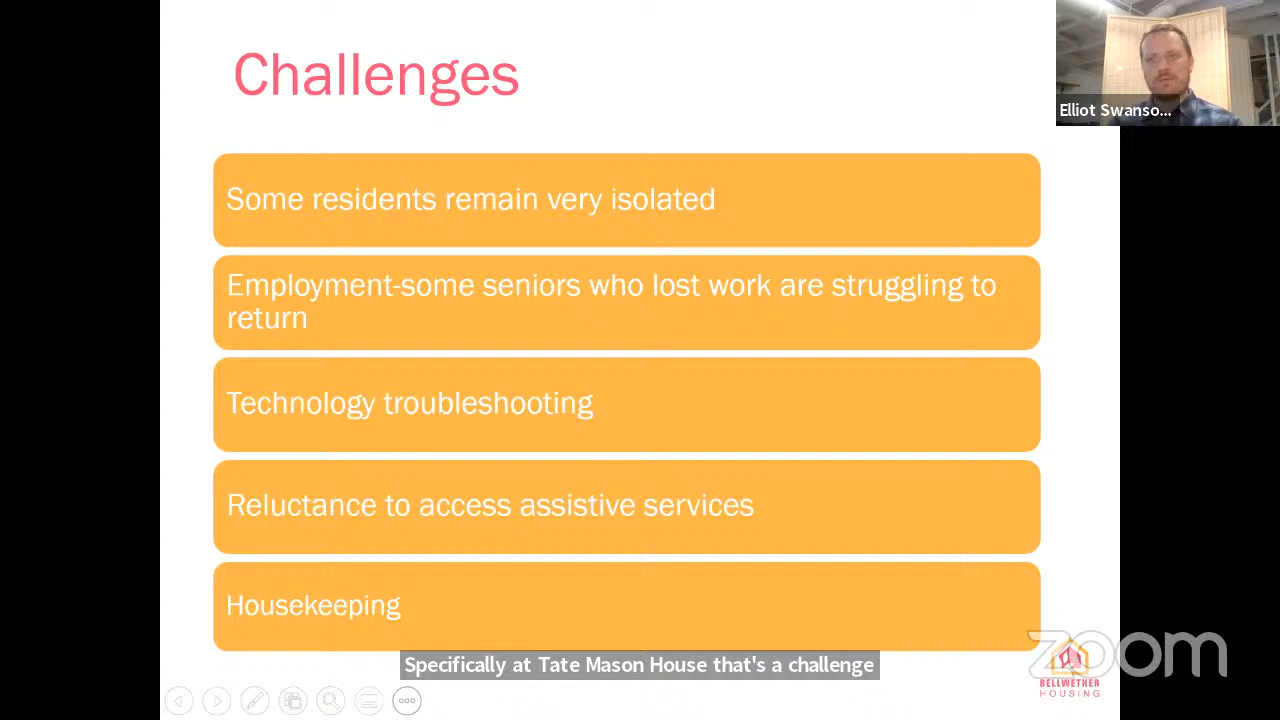 Challenges
Elliot Swanso...
Some residents remain very isolated
Employment-some seniors who lost work are struggling to
return
Technology troubleshooting
Reluctance to access assistive services
Housekeeping
Specifically at Tate Mason House that's a challenge
zoom
BELLWETHER
HOUSING